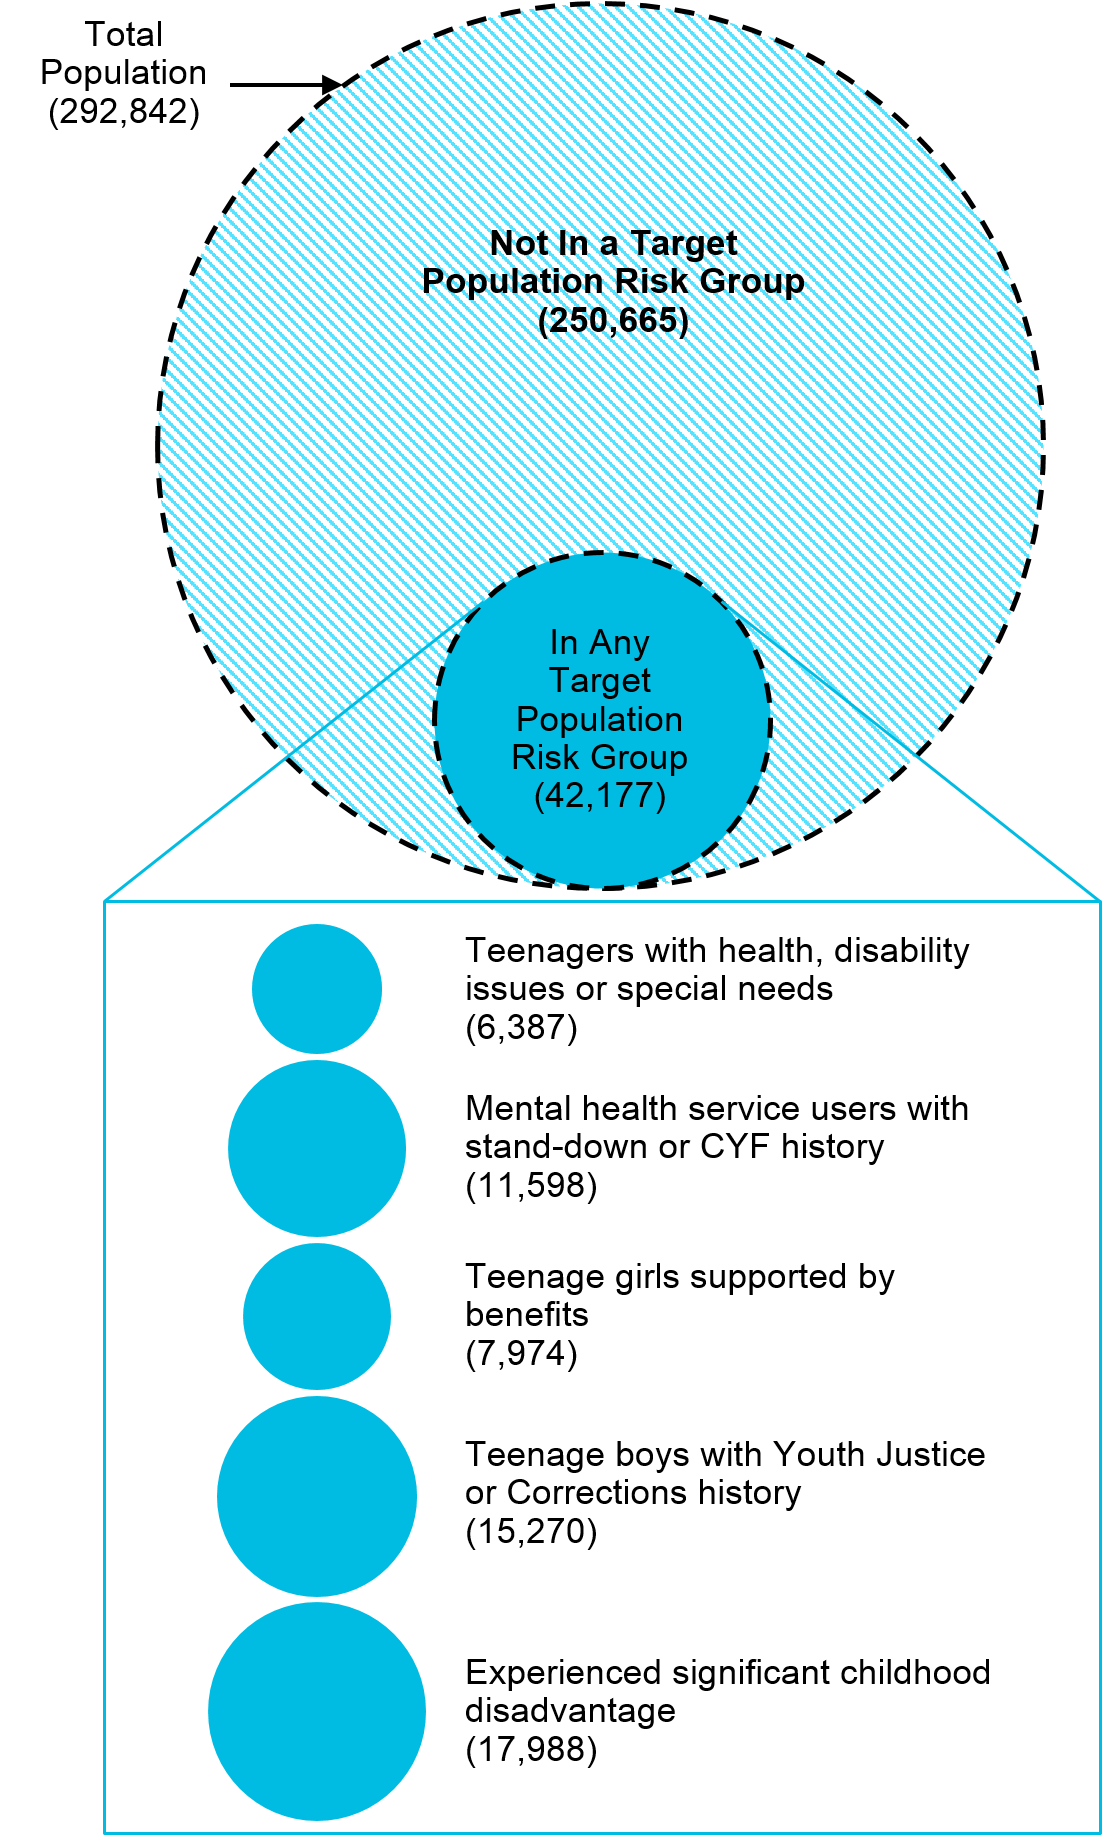 Total
Population
(292,842)
Not In a Target
Population Risk Group
(250,665)
In Any
Target
Population
Risk Group
(42,177)
Teenagers with health, disability
issues or special needs
(6,387)
Mental health service users with
stand-down or CYF history
(11,598)
Teenage girls supported by
benefits
(7,974)
Teenage boys with Youth Justice
or Corrections history
(15,270)
Experienced significant childhood
disadvantage
(17,988)